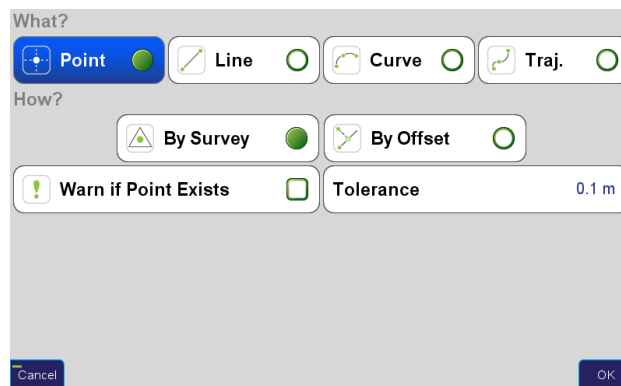 What?
Point Line Curve Traj.
How?
By Survey By Offset
Warn if Point Exists Tolerance 0.1 m
Cancel OK